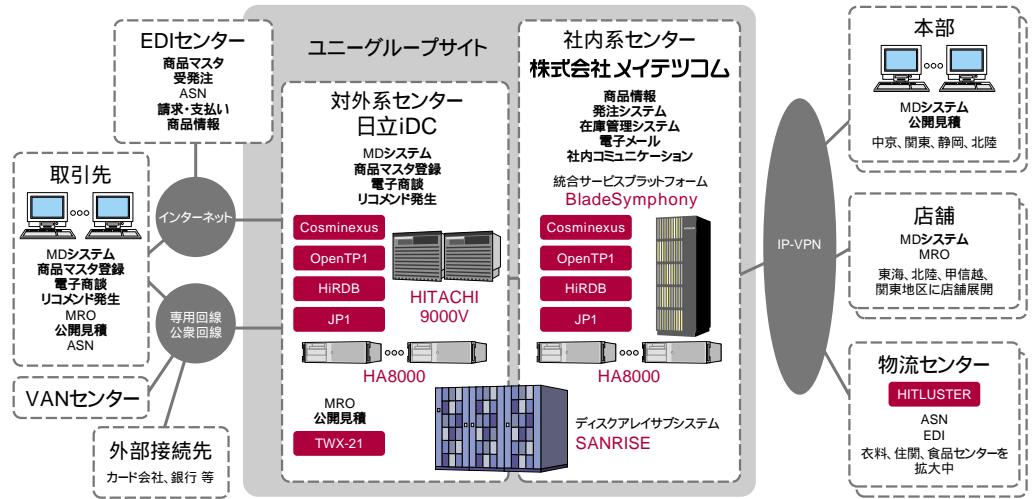 EDIセンター
商品マスタ
受発注
ASN
請求・支払い
商品情報
取引先
MDシステム
商品マスタ登録
電子商談
リコメンド発生
MRO
公開見積
ASN
VANセンター
外部接続先
カード会社、銀行 等
インターネット
専用回線
公衆回線
ユニーグループサイト
対外系センター
日立iDC
MDシステム
商品マスタ登録
電子商談
リコメンド発生
Cosminexus
OpenTP1
HiRDB
JP1
HITACHI
9000V
HA8000
MRO
公開見積
TWX-21
社内系センター
株式会社メイテツコム
商品情報
発注システム
在庫管理システム
電子メール
社内コミュニケーション
統合サービスプラットフォーム
BladeSymphony
Cosminexus
OpenTP1
HiRDB
JP1
HA8000
ディスクアレイサブシステム
SANRISE
IP-VPN
本部
MDシステム
公開見積
中京、関東、静岡、北陸
店舗
MDシステム
MRO
東海、北陸、甲信越、
関東地区に店舗展開
物流センター
HITLUSTER
ASN
EDI
衣料、住関、食品センターを
拡大中